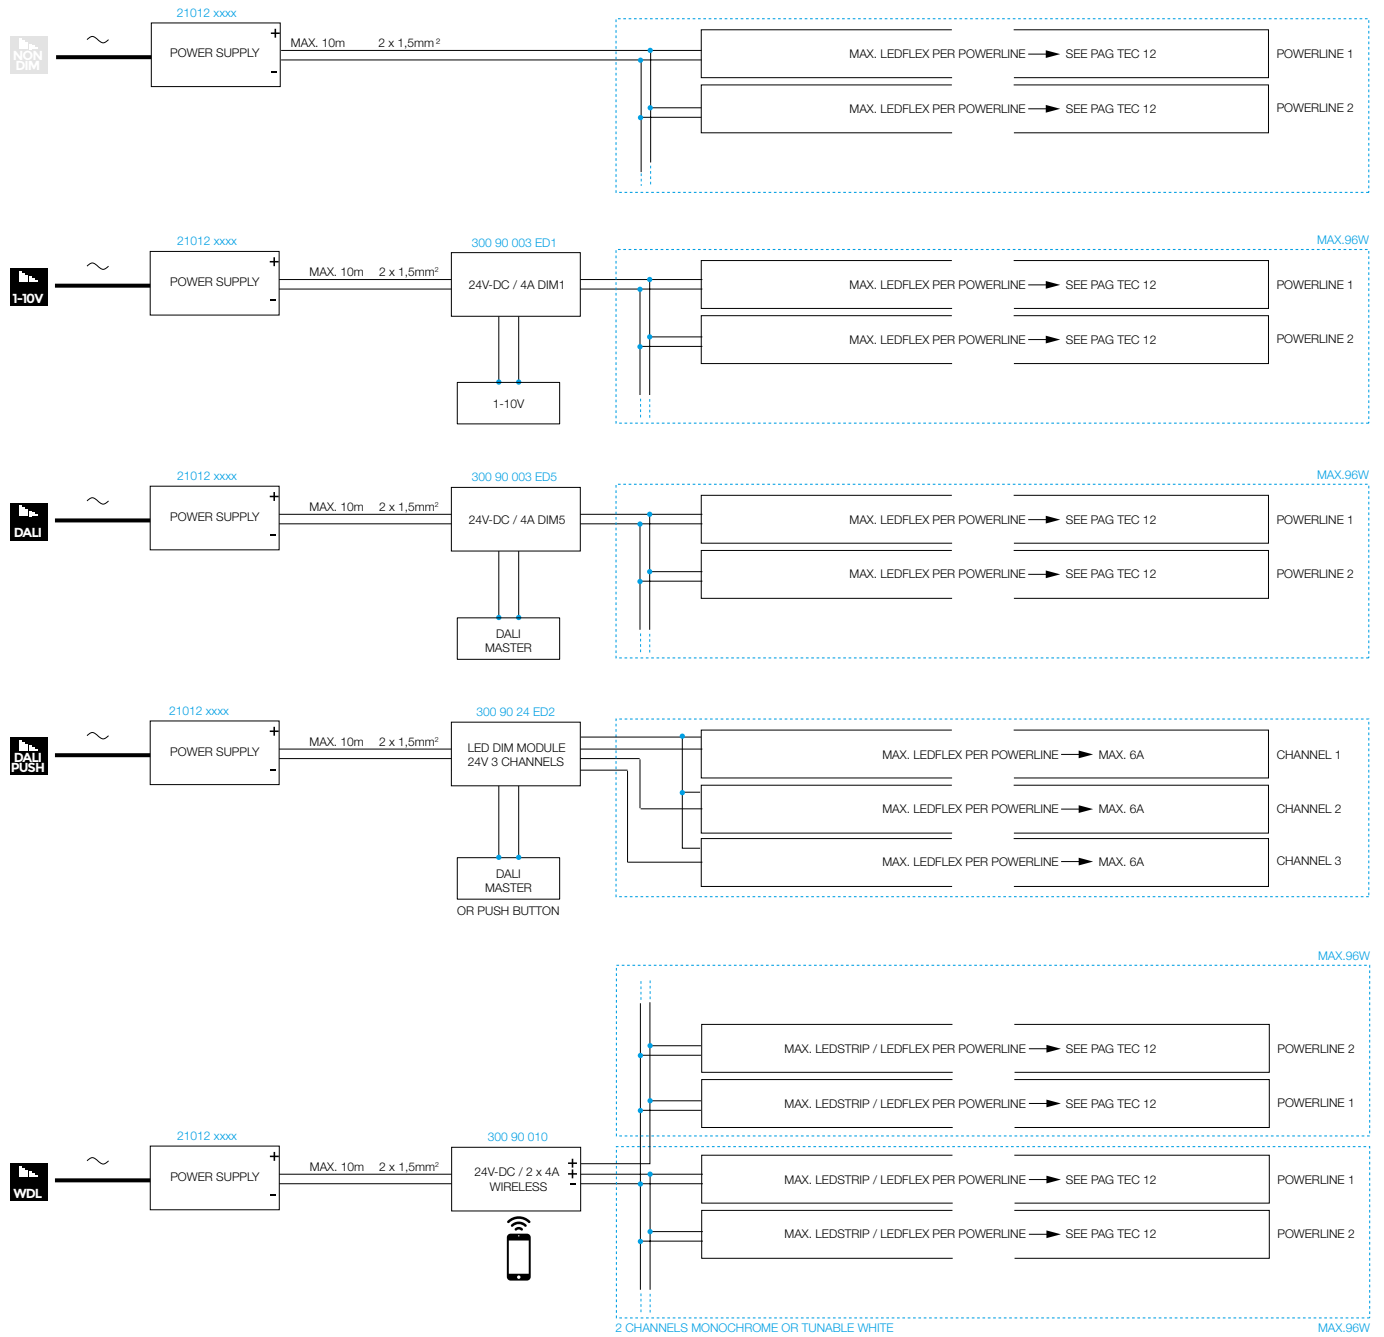 21012 xxxx
NON
DIM
POWER SUPPLY
+
-
MAX. 10m 2 x 1,5mm²
MAX. LEDFLEX PER POWERLINE SEE PAG TEC 12 POWERLINE 1
MAX. LEDFLEX PER POWERLINE SEE PAG TEC 12 POWERLINE 2
21012 xxxx
300 90 003 ED1
MAX.96W
1-10V
POWER SUPPLY
+
-
MAX. 10m 2 x 1,5mm²
24V-DC / 4A DIM1
MAX. LEDFLEX PER POWERLINE SEE PAG TEC 12 POWERLINE 1
MAX. LEDFLEX PER POWERLINE SEE PAG TEC 12 POWERLINE 2
1-10V
21012 xxxx
300 90 003 ED5
MAX.96W
DALI
POWER SUPPLY
+
-
MAX. 10m 2 x 1,5mm²
24V-DC / 4A DIM5
MAX. LEDFLEX PER POWERLINE SEE PAG TEC 12 POWERLINE 1
MAX. LEDFLEX PER POWERLINE SEE PAG TEC 12 POWERLINE 2
DALI
MASTER
21012 xxxx
300 90 24 ED2
DALI
PUSH
POWER SUPPLY
+
-
MAX. 10m 2 x 1,5mm²
LED DIM MODULE
24V 3 CHANNELS
MAX. LEDFLEX PER POWERLINE MAX. 6A CHANNEL 1
MAX. LEDFLEX PER POWERLINE MAX. 6A CHANNEL 2
MAX. LEDFLEX PER POWERLINE MAX. 6A CHANNEL 3
DALI
MASTER
OR PUSH BUTTON
MAX.96W
MAX. LEDSTRIP / LEDFLEX PER POWERLINE SEE PAG TEC 12 POWERLINE 2
MAX. LEDSTRIP / LEDFLEX PER POWERLINE SEE PAG TEC 12 POWERLINE 1
21012 xxxx
300 90 010
WDL
POWER SUPPLY
+
-
MAX. 10m 2 x 1,5mm²
24V-DC / 2 x 4A
WIRELESS
+
+
-
MAX. LEDSTRIP / LEDFLEX PER POWERLINE SEE PAG TEC 12 POWERLINE 1
MAX. LEDSTRIP / LEDFLEX PER POWERLINE SEE PAG TEC 12 POWERLINE 2
2 CHANNELS MONOCHROME OR TUNABLE WHITE
MAX.96W